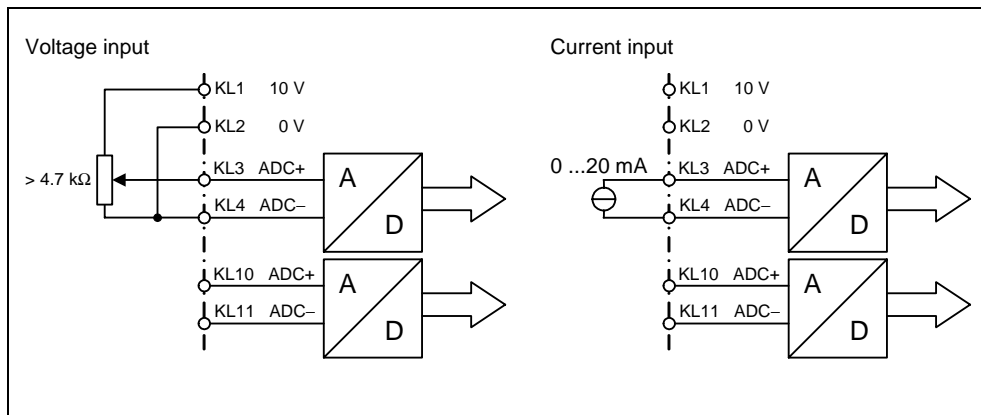 Voltage input
KL1 10 V
KL2 0 V
> 4.7 kΩ
KL3 ADC+
KL4 ADC−
A
D
KL10 ADC+
KL11 ADC−
A
D
Current input
KL1 10 V
KL2 0 V
0 ...20 mA
KL3 ADC+
KL4 ADC−
A
D
KL10 ADC+
KL11 ADC−
A
D